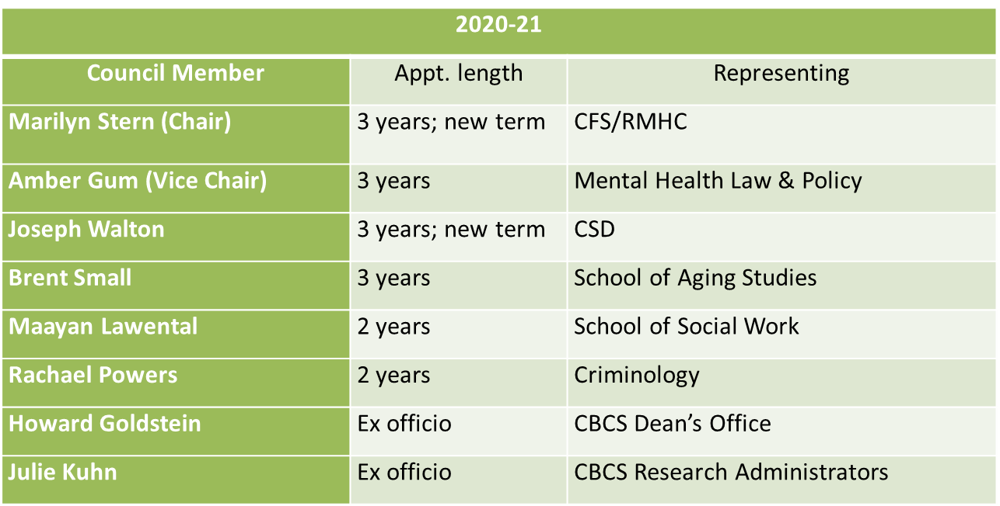 2020-21
Council Member Appt. length Representing
Marilyn Stern (Chair) 3 years; new term CFS/RMHC
Amber Gum (Vice Chair) 3 years Mental Health Law & Policy
Joseph Walton 3 years; new term CSD
Brent Small 3 years School of Aging Studies
Maayan Lawental 2 years School of Social Work
Rachael Powers 2 years Criminology
Howard Goldstein Ex officio CBCS Dean’s Office
Julie Kuhn Ex officio CBCS Research Administrators